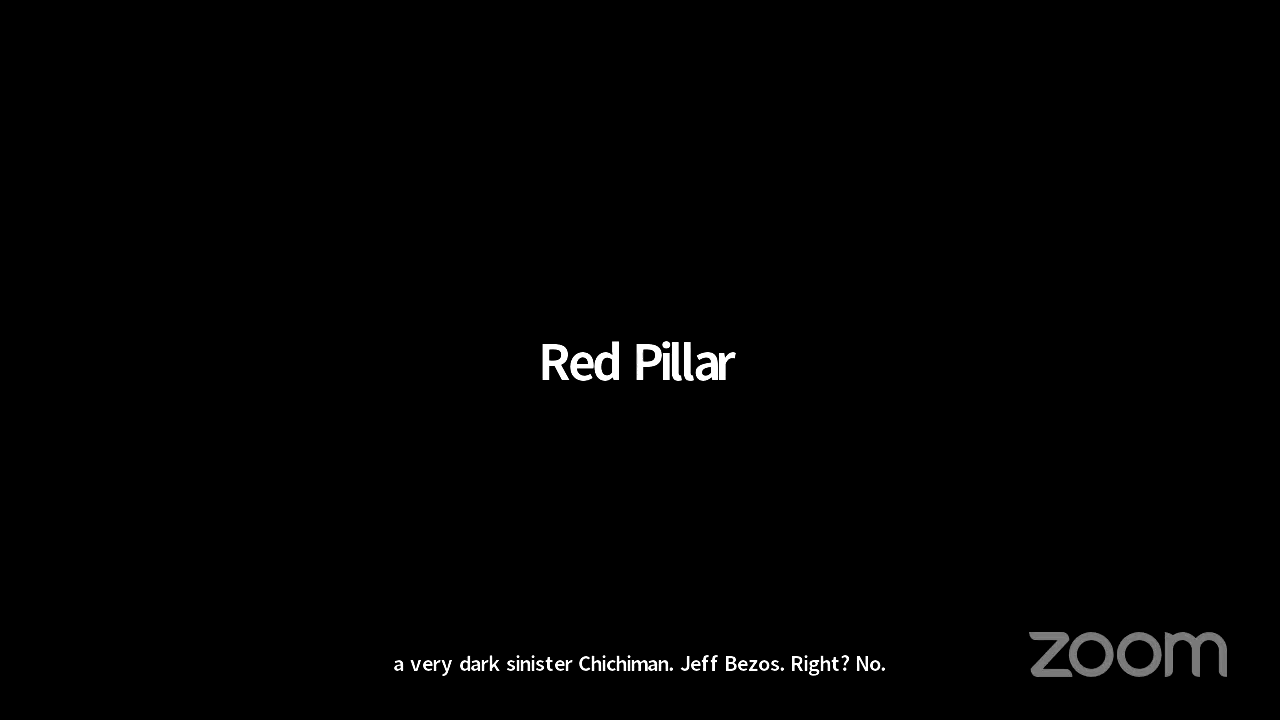 Red Pillar
a very dark sinister Chichiman. Jeff Bezos. Right? No.
zoom